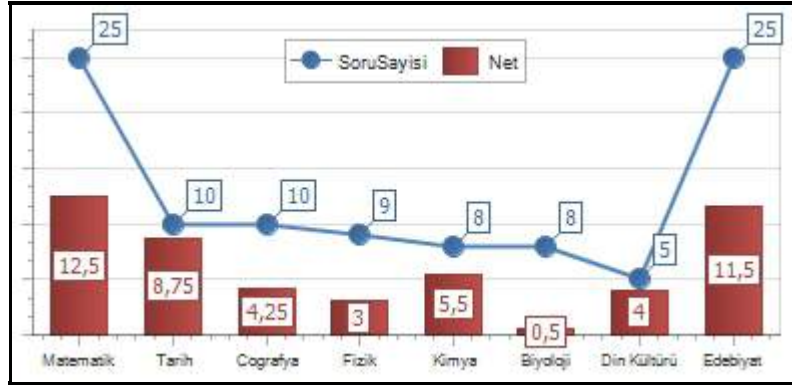 25
25
SoruSayisi
Net
10
10
9
8
8
5
12,5
8,75
4,25
3
5,5
0,5
4
11,5
Matematik
Tarih
Cografya
Fizik
Kimya
Biyoloji
Din Kültürü
Edebiyat